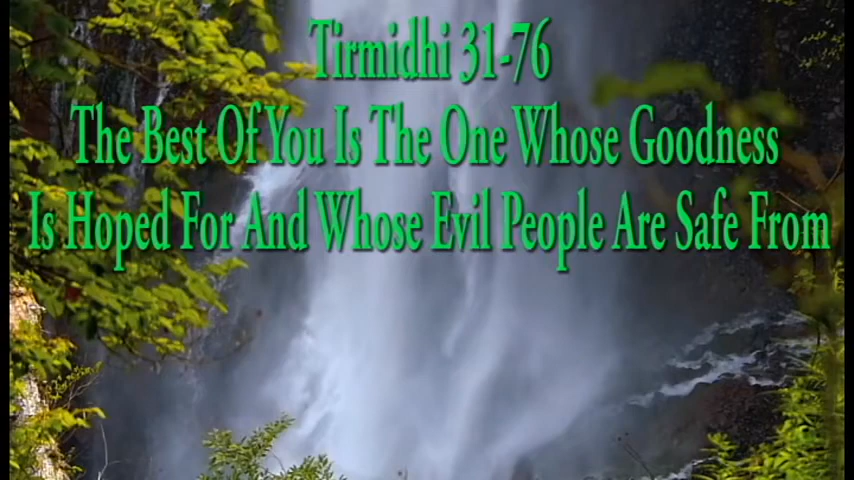 Tirmidhi 31-76
The Best Of You Is The One Whose Goodness
Is Hoped For And Whose Evil People Are Safe From